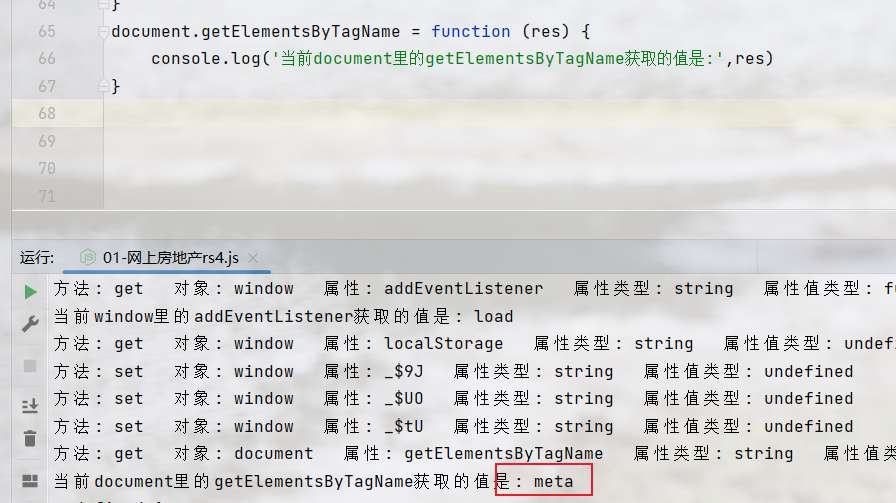 64 }
65 document.getElementsByTagName = function (res) {
66 console.log('当前document里的getElementsByTagName获取的值是:',res)
67 }
68
69
70
71
运行: 01-网上房地产rs4.js ×
方法: get 对象: window 属性: addEventListener 属性类型: string 属性值类型: fu
当前window里的addEventListener获取的值是: load
方法: get 对象: window 属性: localStorage 属性类型: string 属性值类型: undef
方法: set 对象: window 属性: _$9J 属性类型: string 属性值类型: undefined
方法: set 对象: window 属性: _$UO 属性类型: string 属性值类型: undefined
方法: set 对象: window 属性: _$tU 属性类型: string 属性值类型: undefined
方法: get 对象: document 属性: getElementsByTagName 属性类型: string 属性值类
当前document里的getElementsByTagName获取的值是: meta